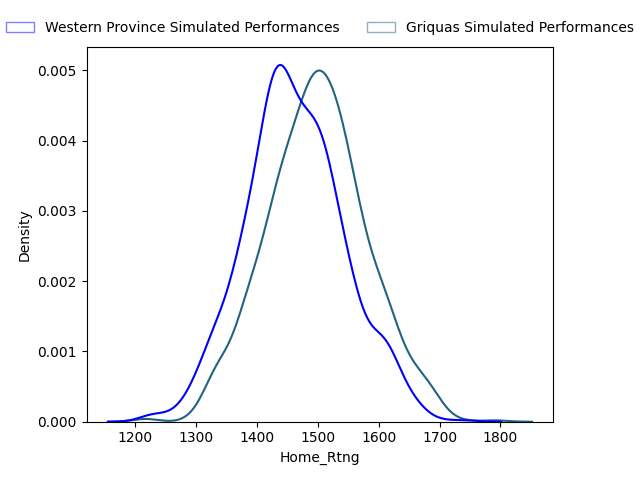 Western Province Simulated Performances Griquas Simulated Performances
0.005
0.004
0.003
0.002
0.001
0.000
Density
1200 1300 1400 1500 1600 1700 1800
Home_Rtng